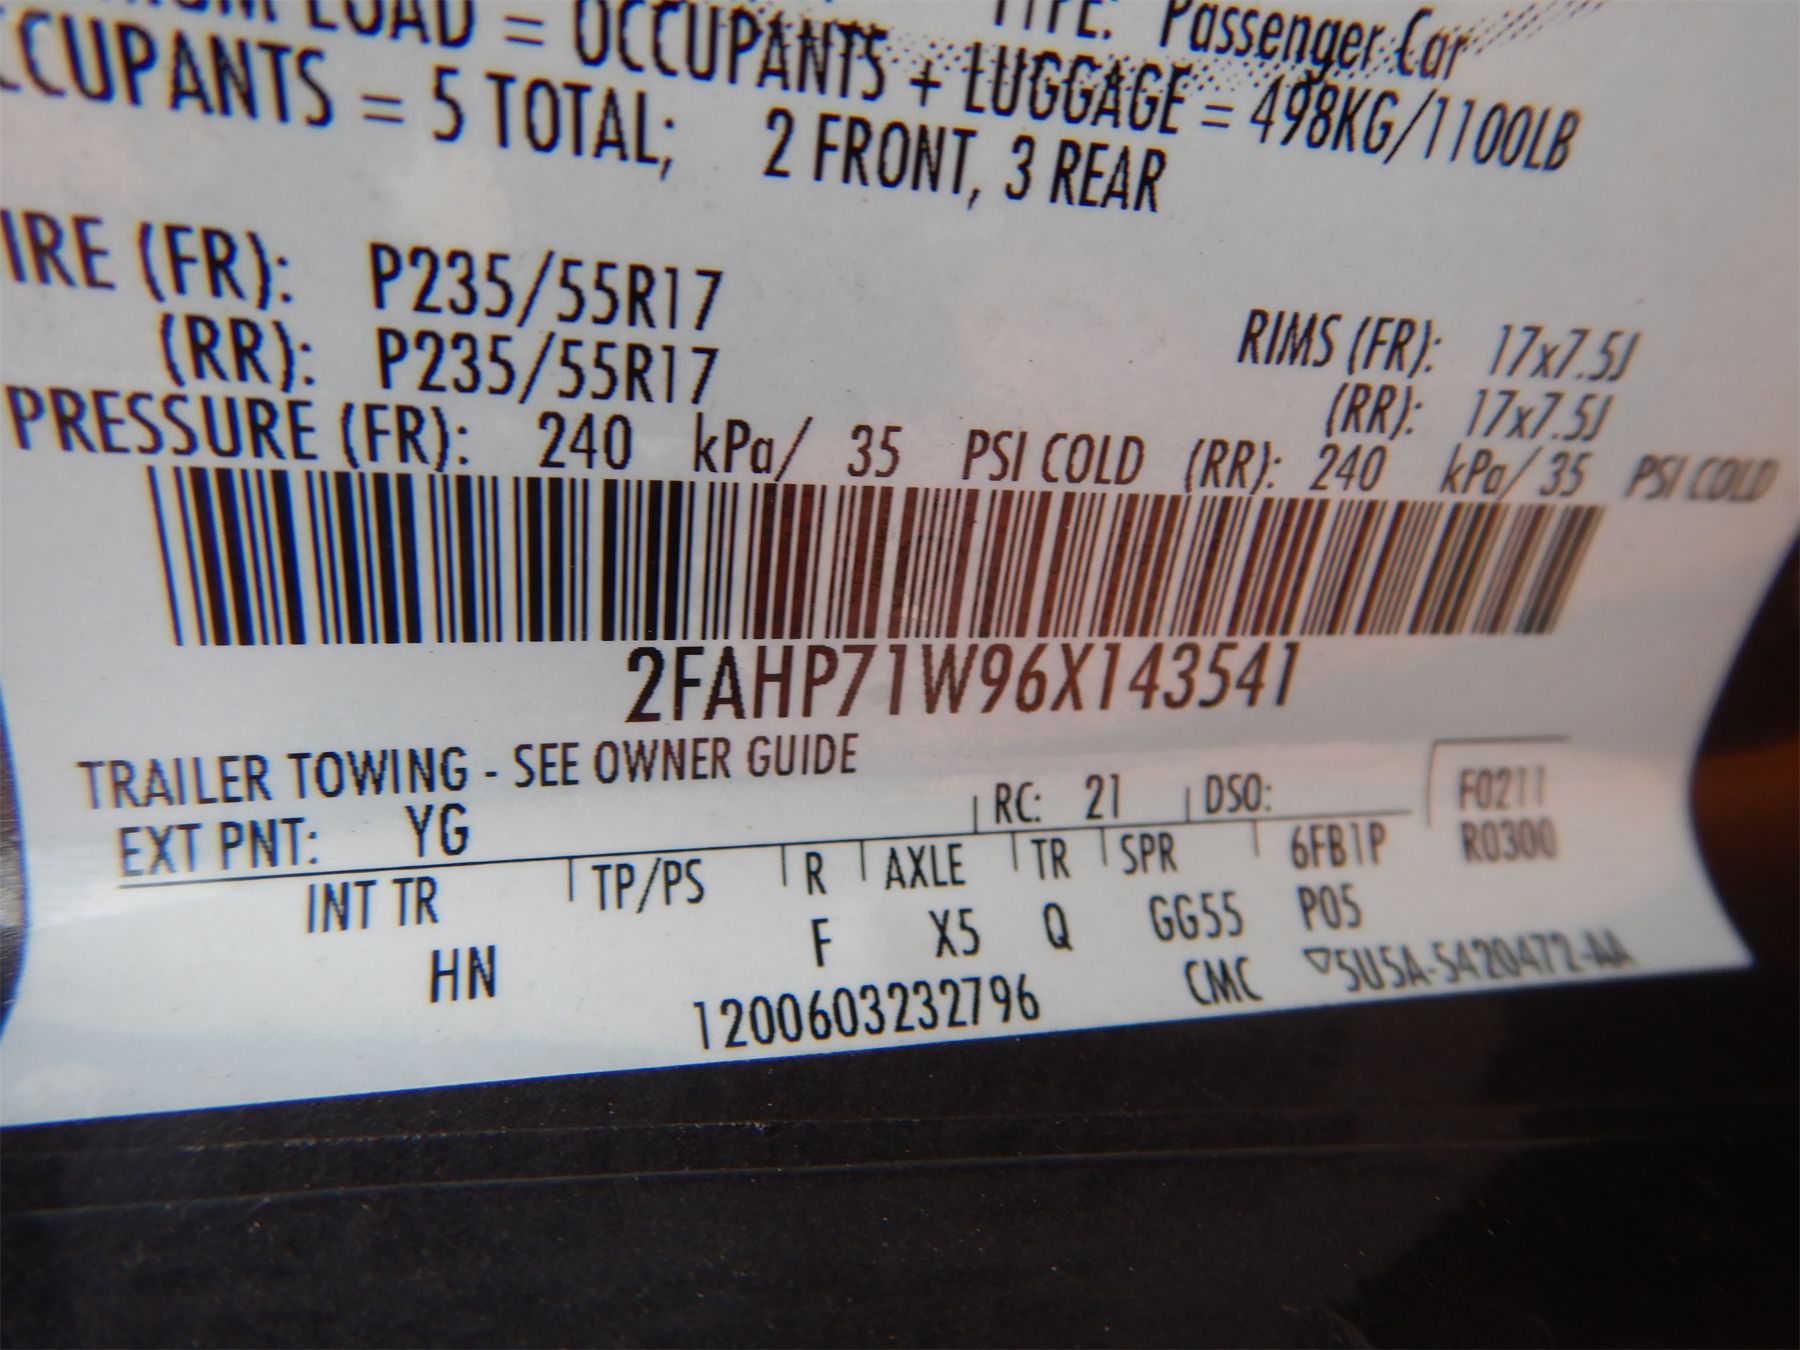 TYPE: Passenger Car
LOAD = OCCUPANTS + LUGGAGE = 498KG/1100LB
CCUPANTS = 5 TOTAL; 2 FRONT, 3 REAR
IRE (FR): P235/55R17 RIMS (FR): 17x7.5J
(RR): P235/55R17 (RR): 17x7.5J
PRESSURE (FR): 240 kPa/ 35 PSI COLD (RR): 240 kPa/ 35 PSI COLD
2FAHP71W96X143541
TRAILER TOWING - SEE OWNER GUIDE
EXT PNT: YG RC: 21 DSO: F0211
INT TR TP/PS R AXLE TR SPR 6FB1P R0300
HN F X5 Q GG55 P05
1200603232796 CMC ▽5U5A-5420472-AA